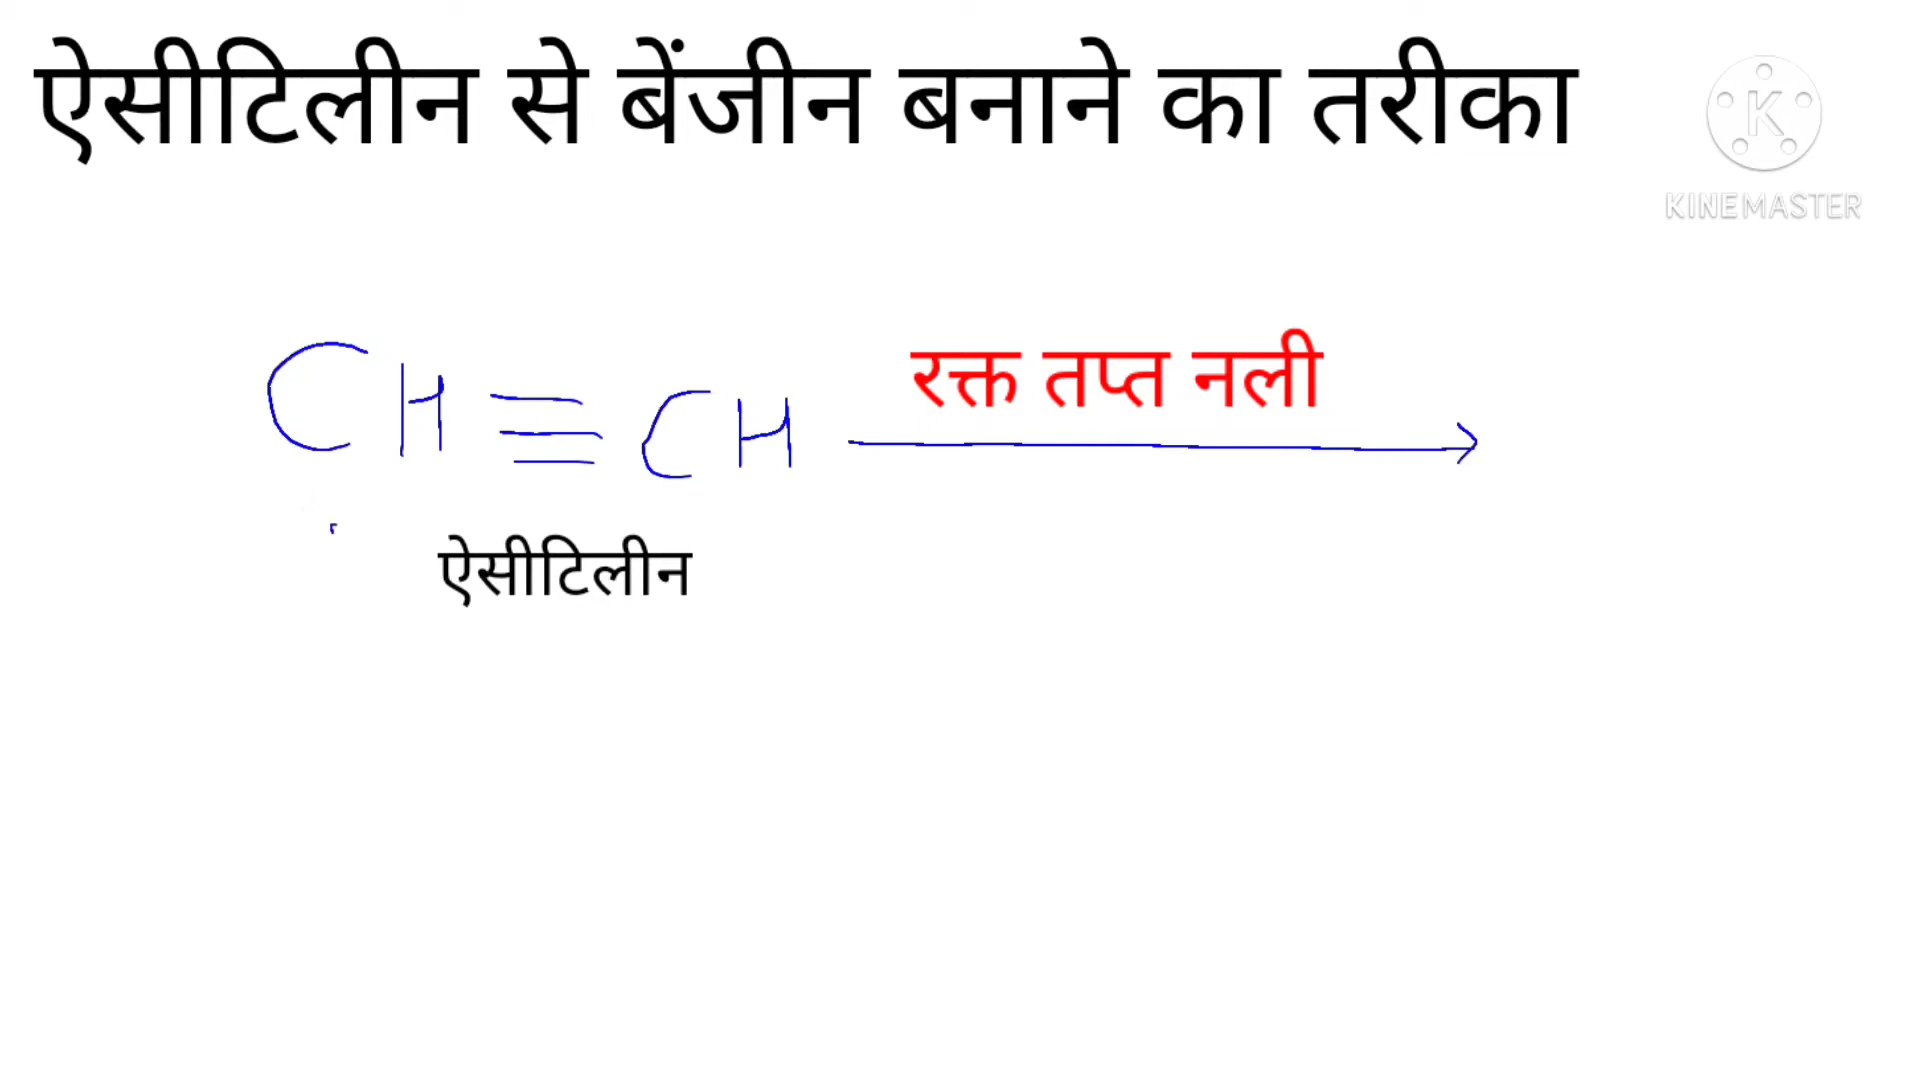 ऐसीटिलीन से बेंजीन बनाने का तरीका
K
KINEMASTER
रक्त तप्त नली
CH ≡ CH
ऐसीटिलीन